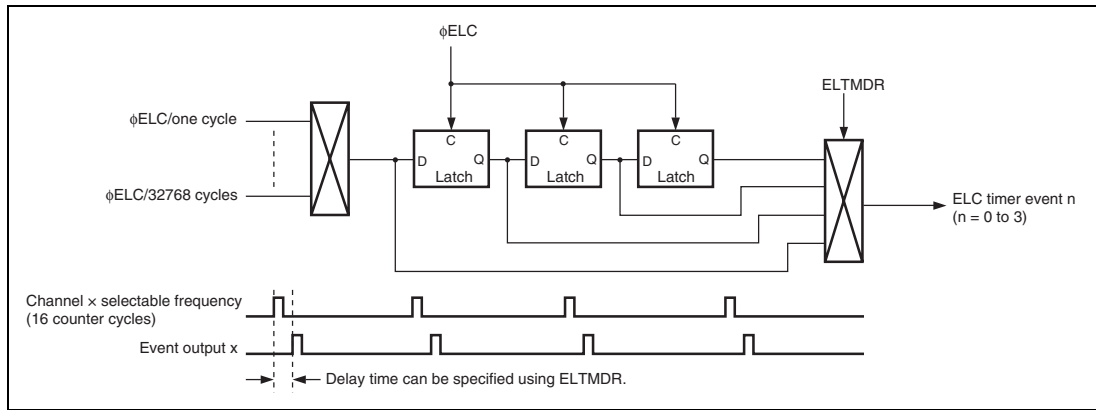 ϕELC
ELTMDR
ϕELC/one cycle
C
C
C
D
Q
D
Q
D
Q
Latch
Latch
Latch
ϕELC/32768 cycles
ELC timer event n
(n = 0 to 3)
Channel × selectable frequency
(16 counter cycles)
Event output x
Delay time can be specified using ELTMDR.